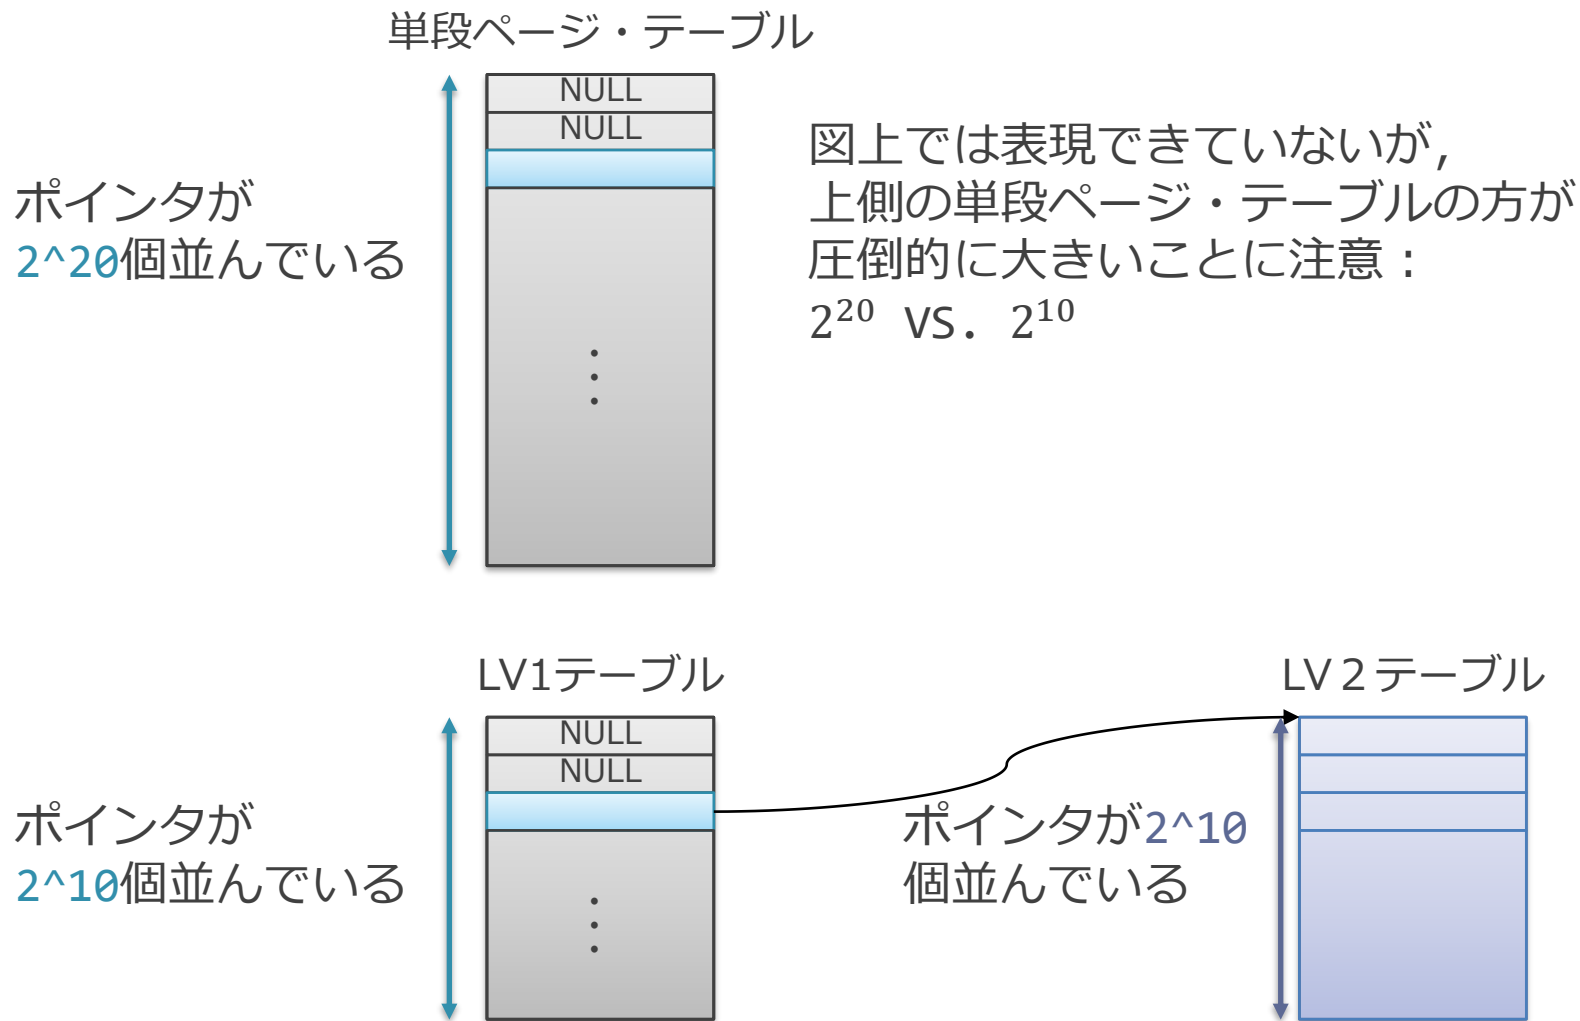 単段ページ・テーブル
NULL
NULL
ポインタが
2^20個並んでいる
図上では表現できていないが,
上側の単段ページ・テーブルの方が
圧倒的に大きいことに注意：
2²⁰ VS. 2¹⁰
LV1テーブル
NULL
NULL
ポインタが
2^10個並んでいる
LV２テーブル
ポインタが2^10
個並んでいる